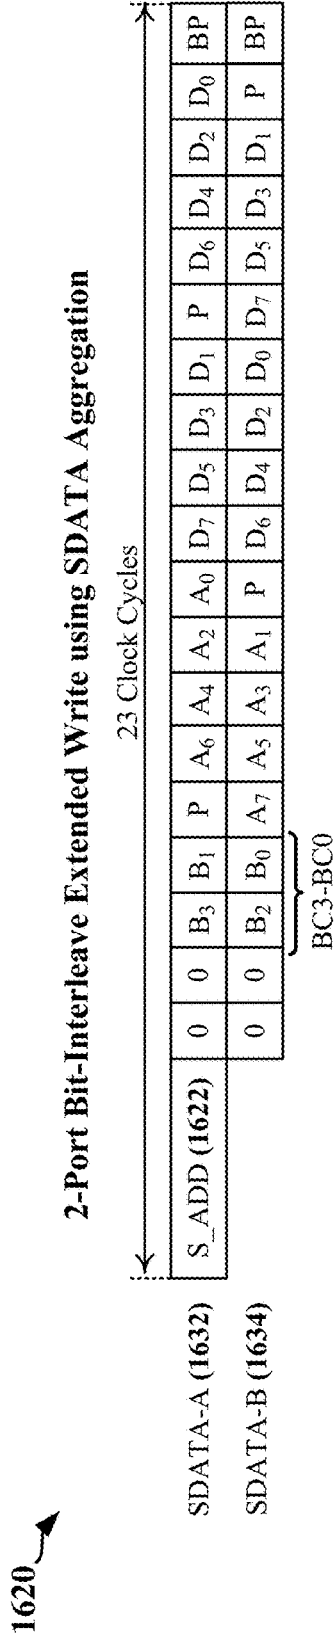 1620
2-Port Bit-Interleave Extended Write using SDATA Aggregation
23 Clock Cycles
SDATA-A (1632) S_ADD (1622) 0 0 B₃ B₁ P A₆ A₄ A₂ A₀ D₇ D₅ D₃ D₁ P D₆ D₄ D₂ D₀ BP
SDATA-B (1634) 0 0 B₂ B₀ A₇ A₅ A₃ A₁ P D₆ D₄ D₂ D₀ D₇ D₅ D₃ D₁ P BP
BC3-BC0